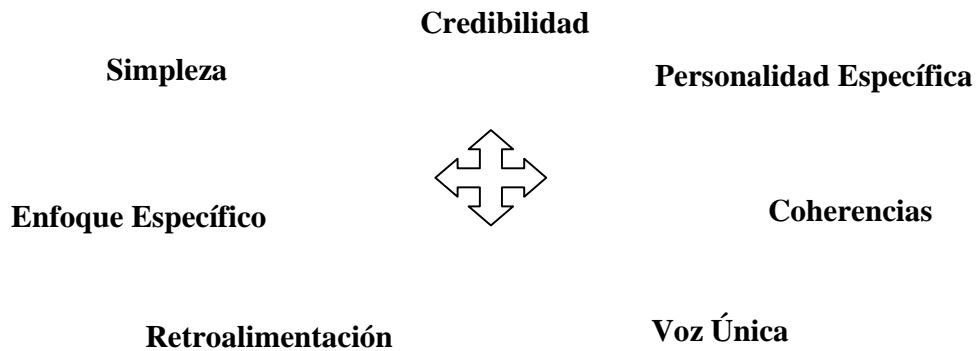 Credibilidad
Simpleza
Personalidad Específica
Enfoque Específico
Coherencias
Retroalimentación
Voz Única